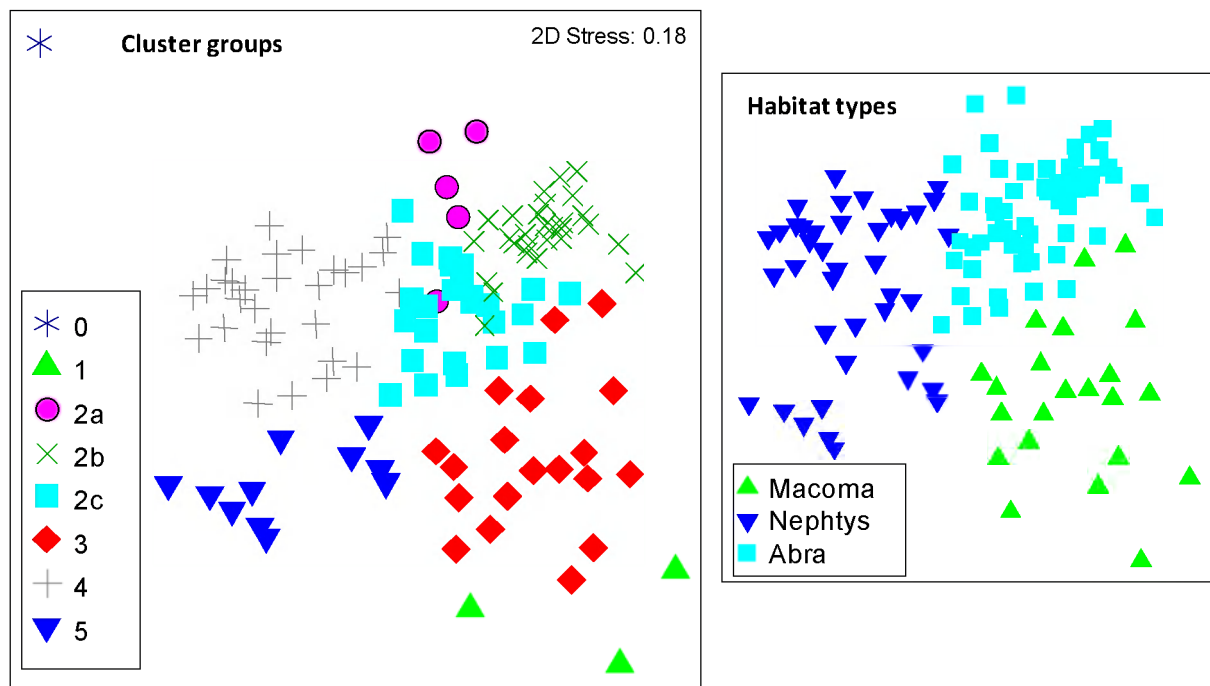 Cluster groups
2D Stress: 0.18
0
1
2a
2b
2c
3
4
5
Habitat types
Macoma
Nephtys
Abra